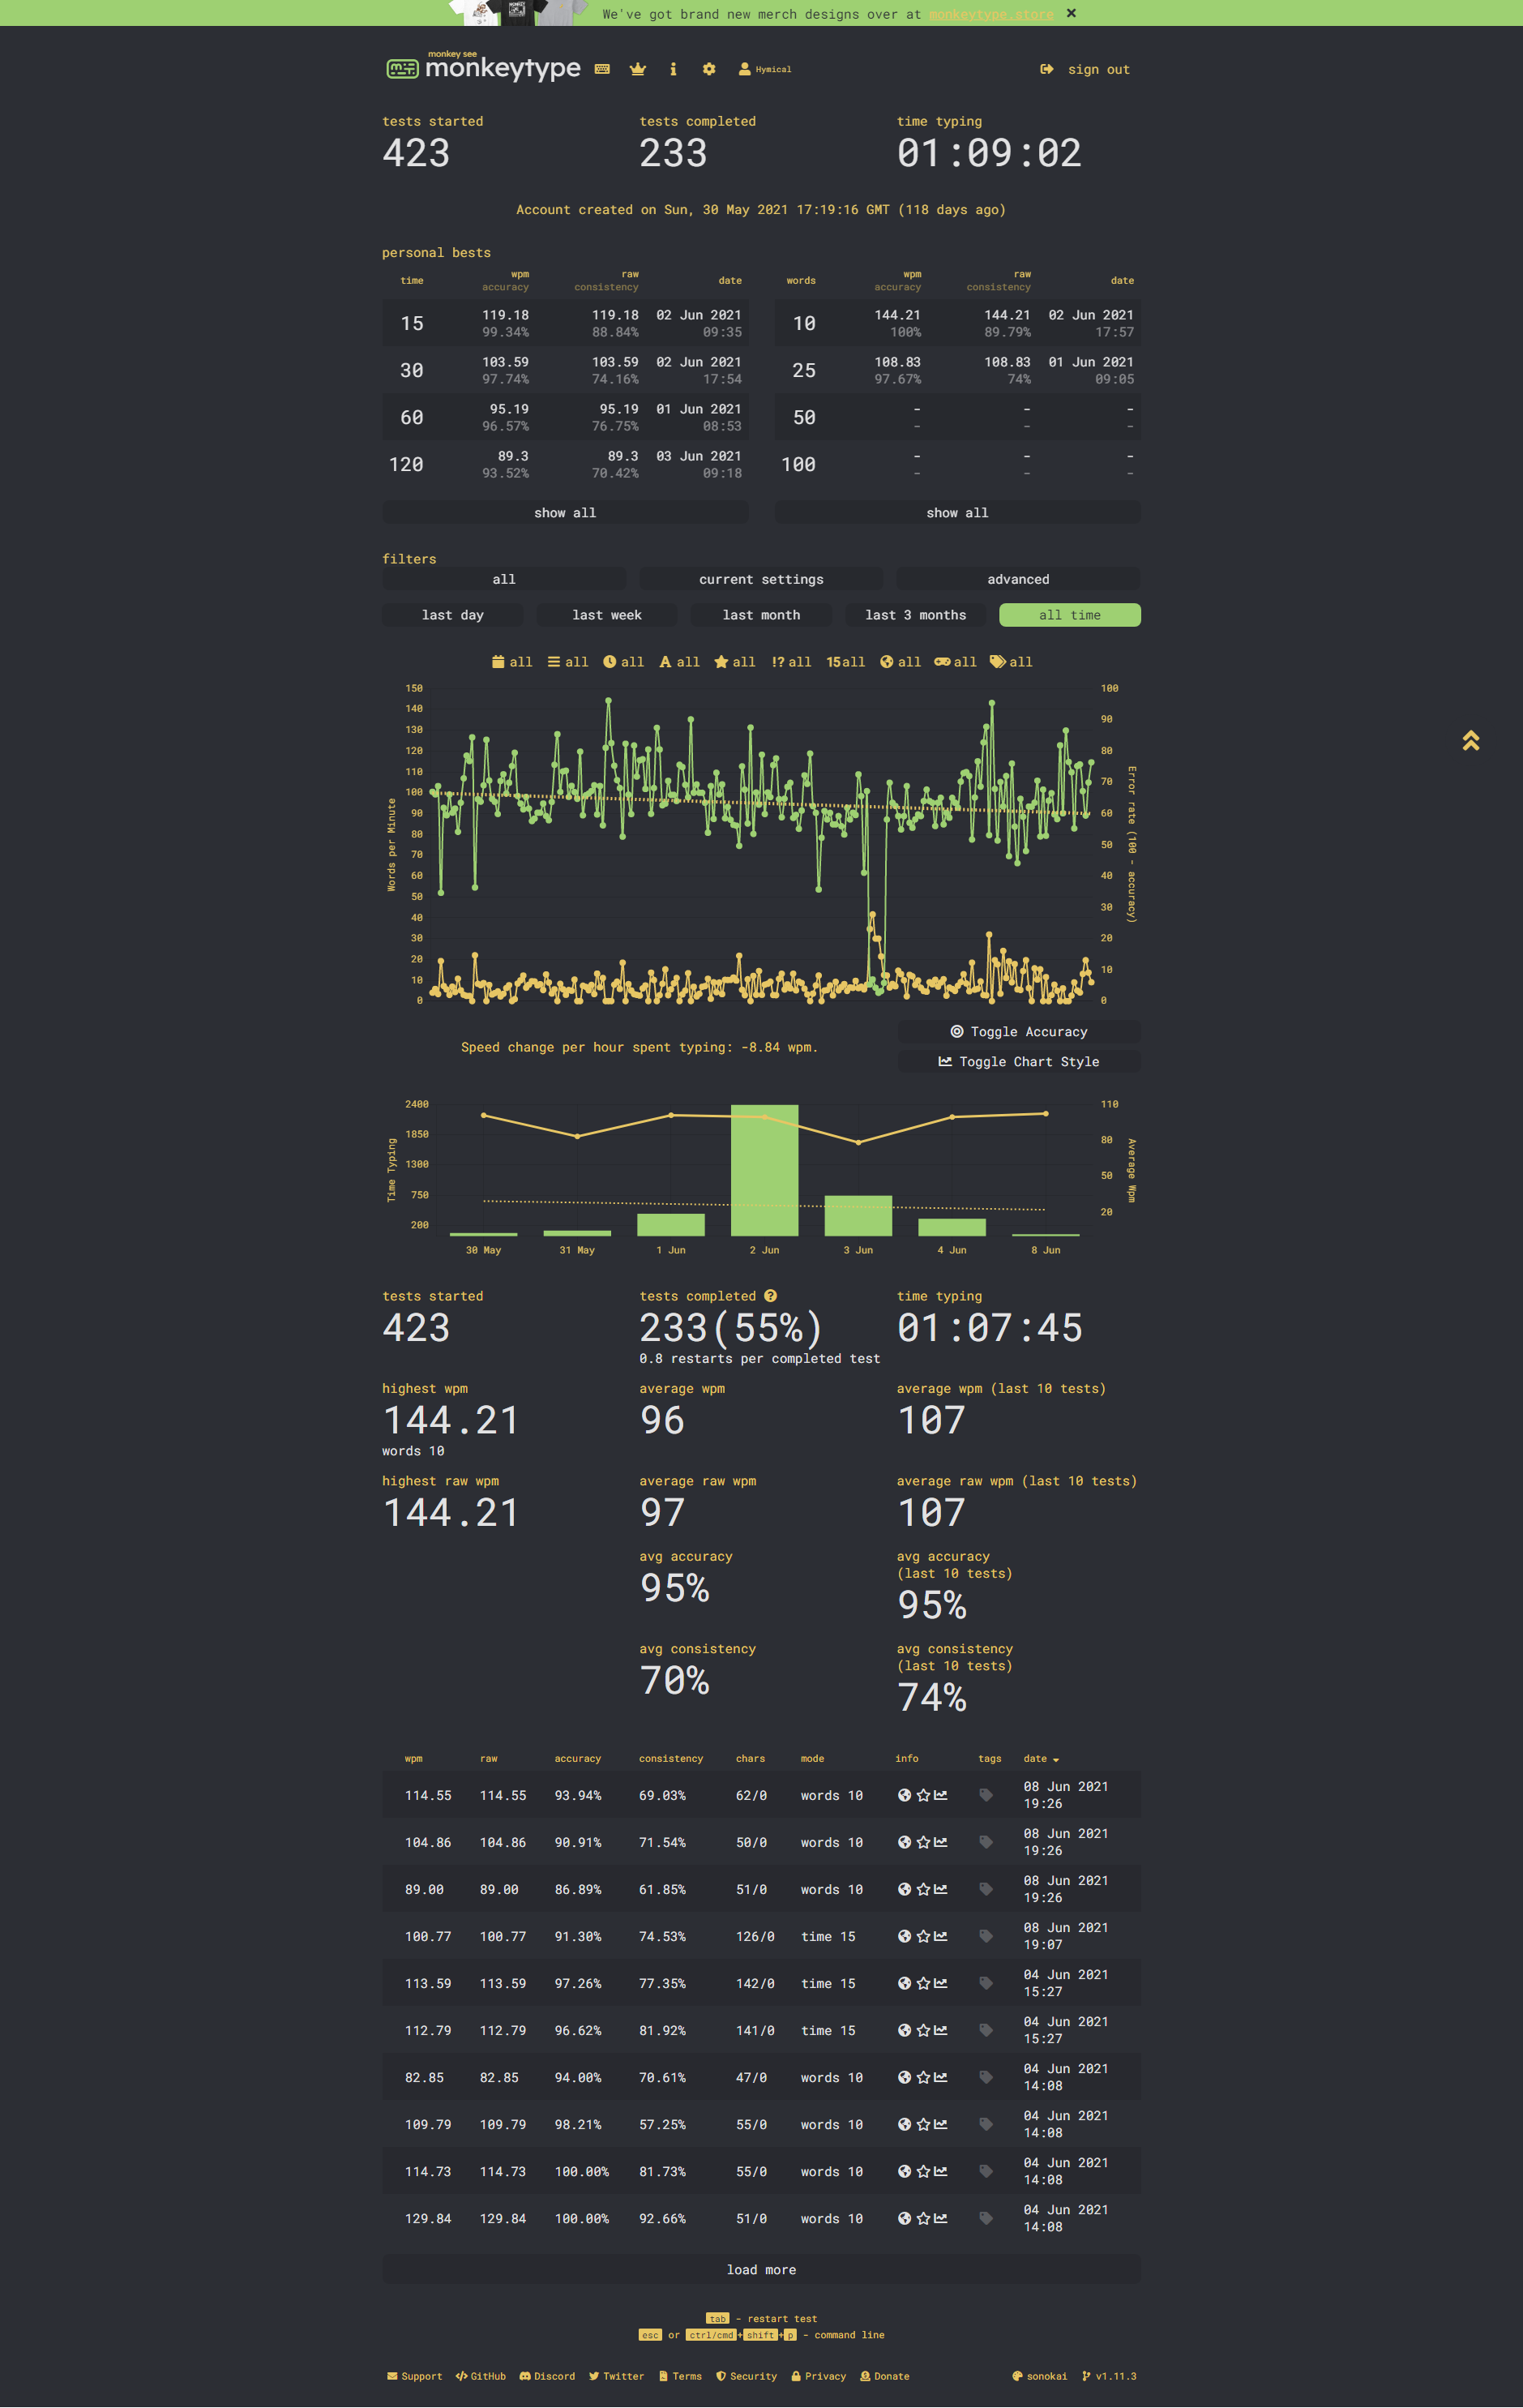 We've got brand new merch designs over at monkeytype.store
monkey see
monkeytype
Hymical
sign out
tests started
tests completed
time typing
423
233
01:09:02
Account created on Sun, 30 May 2021 17:19:16 GMT (118 days ago)
personal bests
time wpm raw date
accuracy consistency
15 119.18 119.18 02 Jun 2021
99.34% 88.84% 09:35
30 103.59 103.59 02 Jun 2021
97.74% 74.16% 17:54
60 95.19 95.19 01 Jun 2021
96.57% 76.75% 08:53
120 89.3 89.3 03 Jun 2021
93.52% 70.42% 09:18
show all
words wpm raw date
accuracy consistency
10 144.21 144.21 02 Jun 2021
100% 89.79% 17:57
25 108.83 108.83 01 Jun 2021
97.67% 74% 09:05
50 - - -
- - -
100 - - -
- - -
show all
filters
all current settings advanced
last day last week last month last 3 months all time
all all all A all all !? all 15 all all all all
Words per Minute
150
140
130
120
110
100
90
80
70
60
50
40
30
20
10
0
100
90
80
70
60
50
40
30
20
10
0
Error rate (100 - accuracy)
Speed change per hour spent typing: -8.84 wpm.
Toggle Accuracy
Toggle Chart Style
Time Typing
2400
1850
1300
750
200
110
80
50
20
Average Wpm
30 May 31 May 1 Jun 2 Jun 3 Jun 4 Jun 8 Jun
tests started
423
tests completed
233(55%)
0.8 restarts per completed test
time typing
01:07:45
highest wpm
144.21
words 10
average wpm
96
average wpm (last 10 tests)
107
highest raw wpm
144.21
average raw wpm
97
average raw wpm (last 10 tests)
107
avg accuracy
95%
avg accuracy
(last 10 tests)
95%
avg consistency
70%
avg consistency
(last 10 tests)
74%
wpm raw accuracy consistency chars mode info tags date
114.55 114.55 93.94% 69.03% 62/0 words 10 08 Jun 2021
19:26
104.86 104.86 90.91% 71.54% 50/0 words 10 08 Jun 2021
19:26
89.00 89.00 86.89% 61.85% 51/0 words 10 08 Jun 2021
19:26
100.77 100.77 91.30% 74.53% 126/0 time 15 08 Jun 2021
19:07
113.59 113.59 97.26% 77.35% 142/0 time 15 04 Jun 2021
15:27
112.79 112.79 96.62% 81.92% 141/0 time 15 04 Jun 2021
15:27
82.85 82.85 94.00% 70.61% 47/0 words 10 04 Jun 2021
14:08
109.79 109.79 98.21% 57.25% 55/0 words 10 04 Jun 2021
14:08
114.73 114.73 100.00% 81.73% 55/0 words 10 04 Jun 2021
14:08
129.84 129.84 100.00% 92.66% 51/0 words 10 04 Jun 2021
14:08
load more
tab - restart test
esc or ctrl/cmd+shift+p - command line
Support GitHub Discord Twitter Terms Security Privacy Donate sonokai v1.11.3